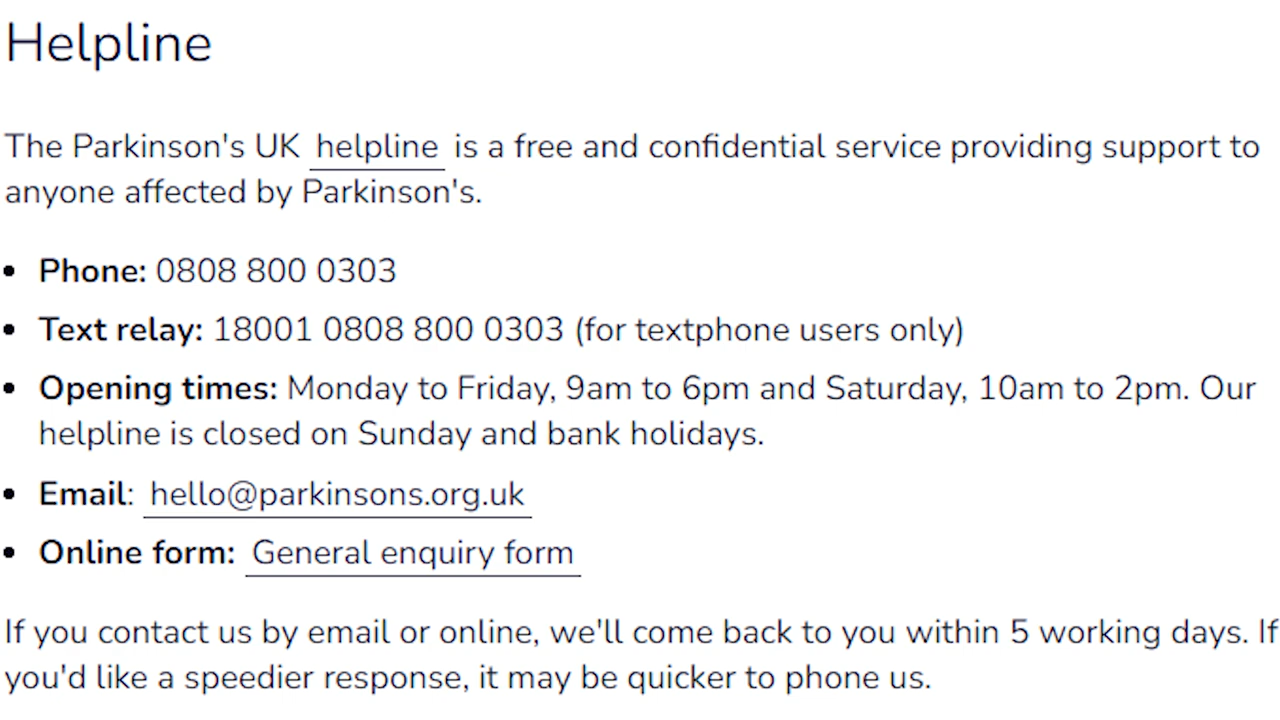 Helpline
The Parkinson's UK helpline is a free and confidential service providing support to
anyone affected by Parkinson's.
• Phone: 0808 800 0303
• Text relay: 18001 0808 800 0303 (for textphone users only)
• Opening times: Monday to Friday, 9am to 6pm and Saturday, 10am to 2pm. Our
helpline is closed on Sunday and bank holidays.
• Email: hello@parkinsons.org.uk
• Online form: General enquiry form
If you contact us by email or online, we'll come back to you within 5 working days. If
you'd like a speedier response, it may be quicker to phone us.